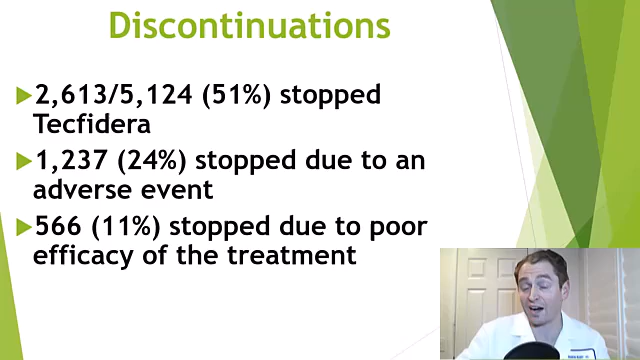 Discontinuations
2,613/5,124 (51%) stopped
Tecfidera
1,237 (24%) stopped due to an
adverse event
566 (11%) stopped due to poor
efficacy of the treatment